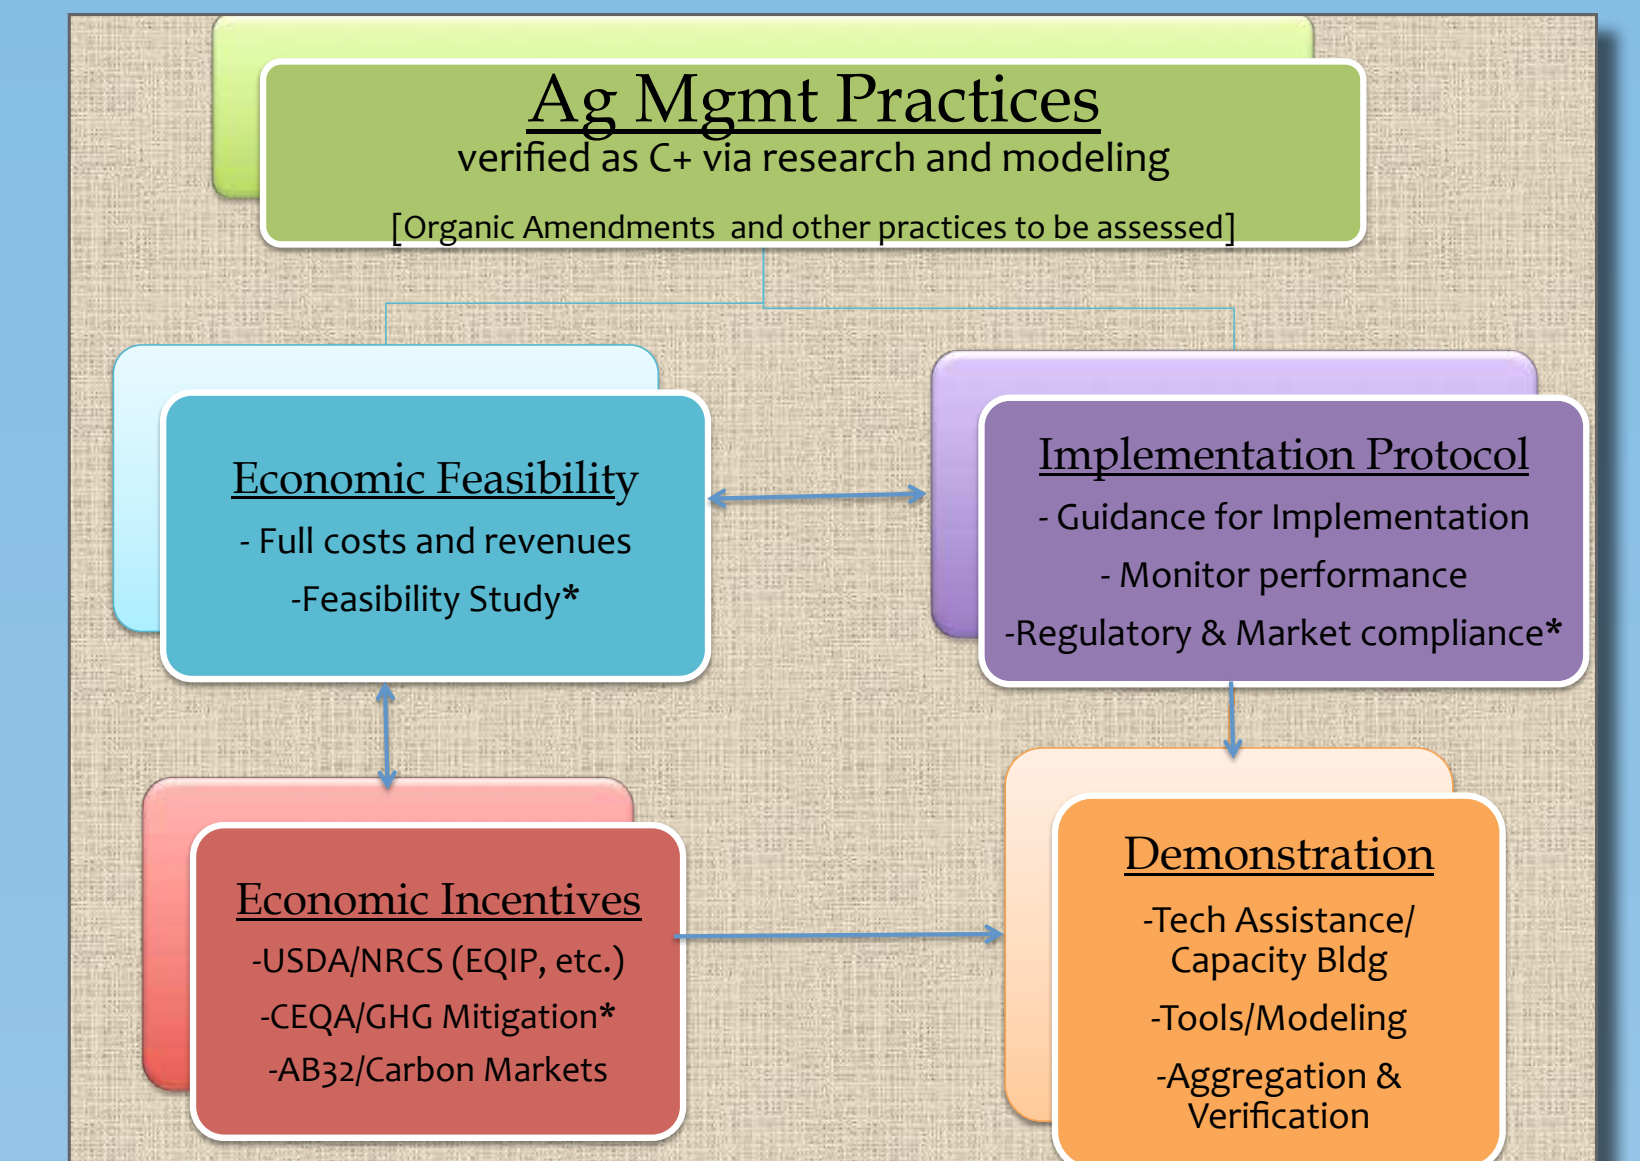 Ag Mgmt Practices
verified as C+ via research and modeling
[Organic Amendments  and other practices to be assessed]
Economic Feasibility
- Full costs and revenues
-Feasibility Study*
Implementation Protocol
- Guidance for Implementation
- Monitor performance
-Regulatory & Market compliance*
Economic Incentives
-USDA/NRCS (EQIP, etc.)
-CEQA/GHG Mitigation*
-AB32/Carbon Markets
Demonstration
-Tech Assistance/
Capacity Bldg
-Tools/Modeling
-Aggregation &
Verification